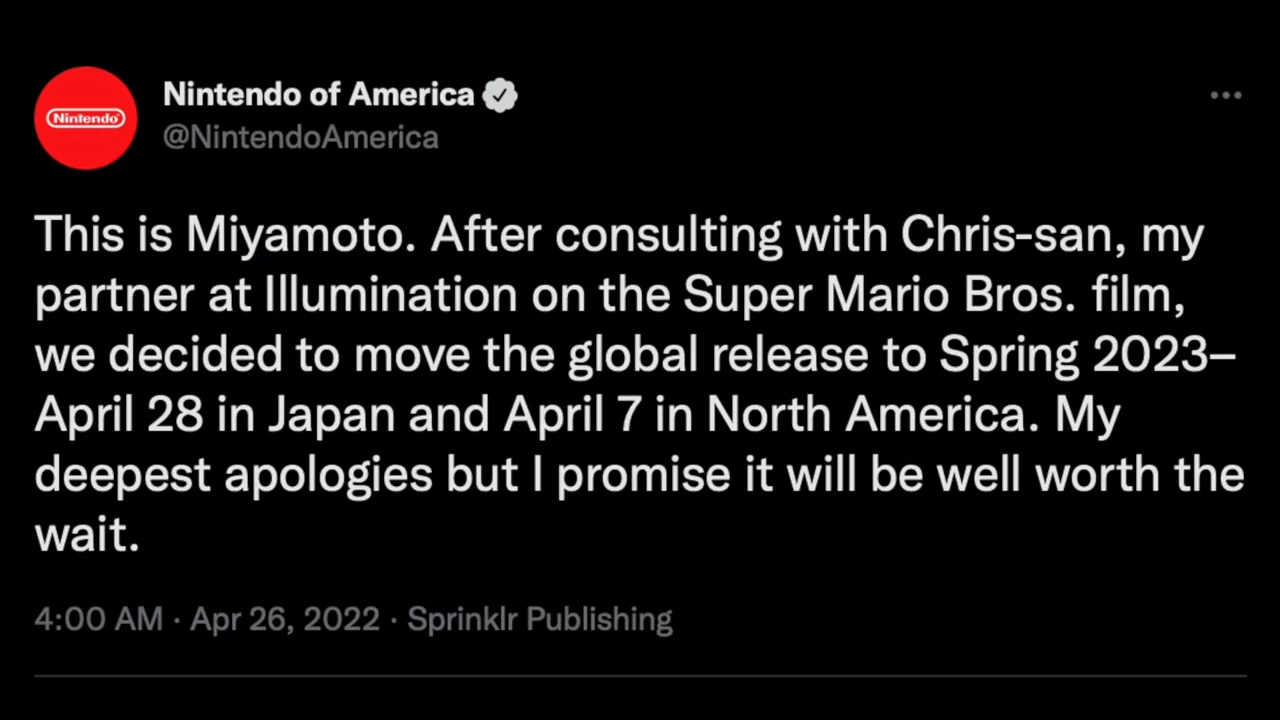 Nintendo of America
Nintendo
@NintendoAmerica
This is Miyamoto. After consulting with Chris-san, my
partner at Illumination on the Super Mario Bros. film,
we decided to move the global release to Spring 2023–
April 28 in Japan and April 7 in North America. My
deepest apologies but I promise it will be well worth the
wait.
4:00 AM · Apr 26, 2022 · Sprinklr Publishing